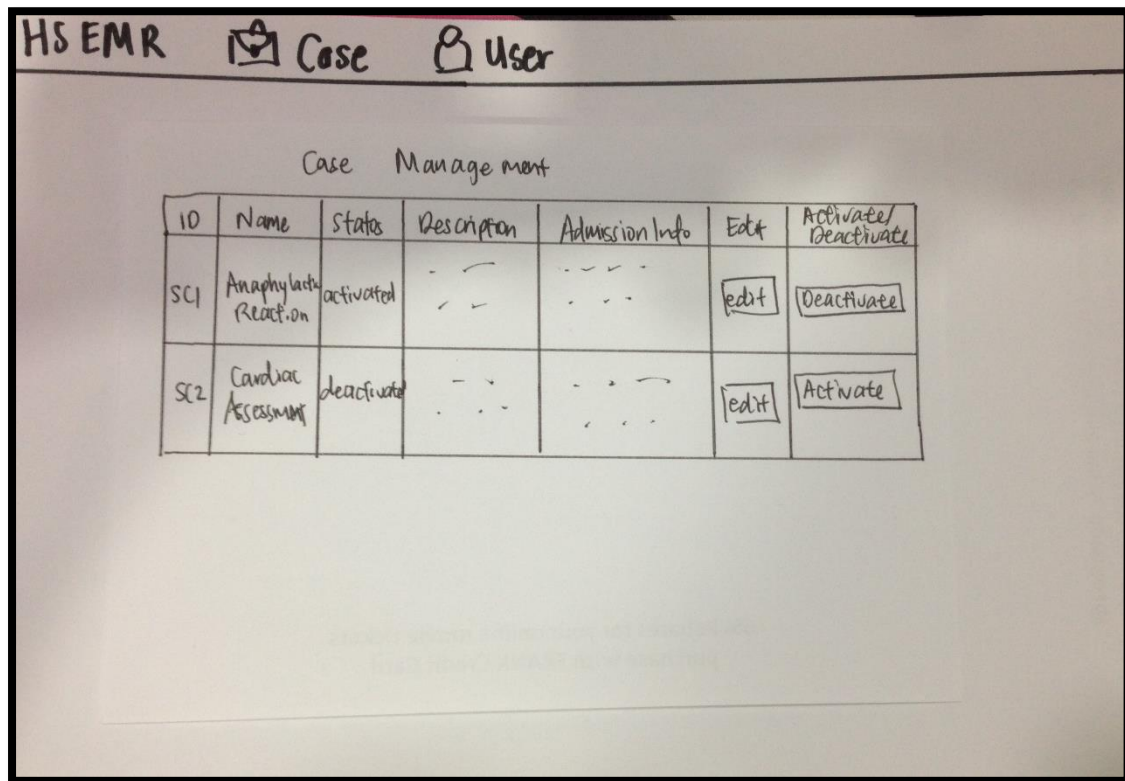 HS EMR Case User
Case Management
ID Name Status Description Admission Info Edit Activate/
Deactivate
SC1 Anaphylactic activated edit Deactivate
Reaction
SC2 Cardiac deactivated edit Activate
Assessment